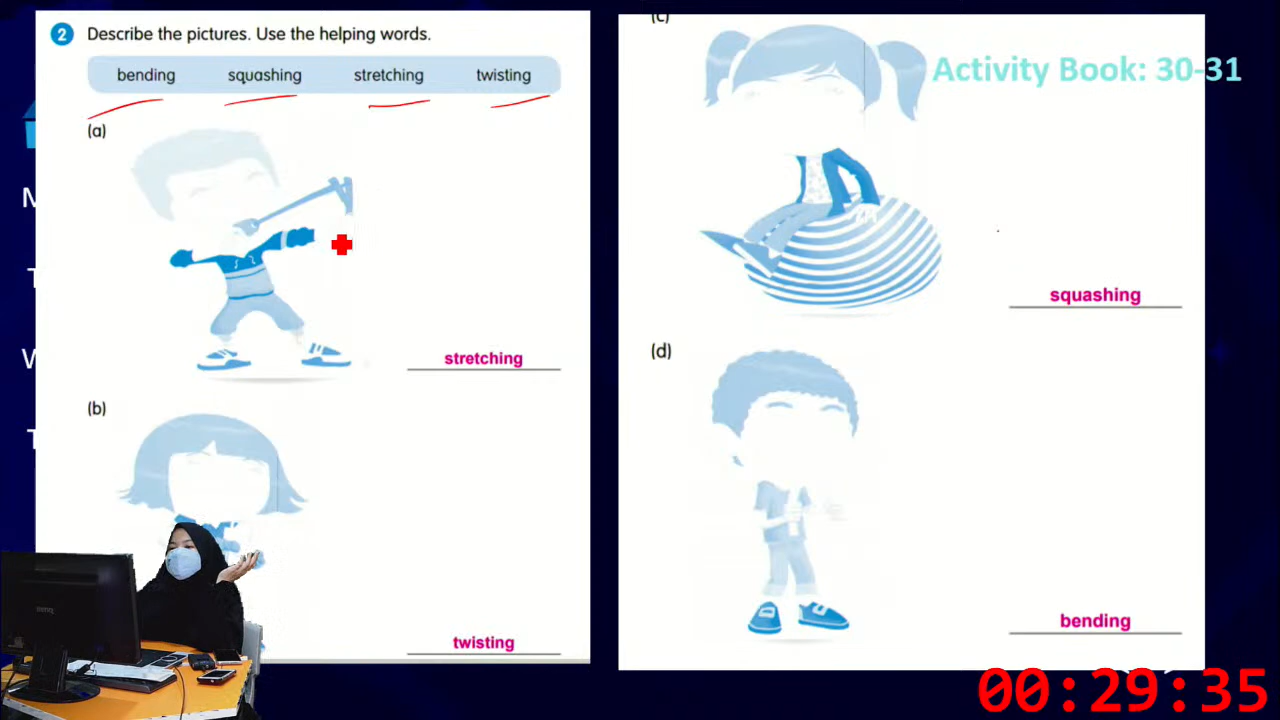 2 Describe the pictures. Use the helping words.
bending squashing stretching twisting
(a)
stretching
(b)
twisting
(c)
Activity Book: 30-31
squashing
(d)
bending
00:29:35
M
T
W
T